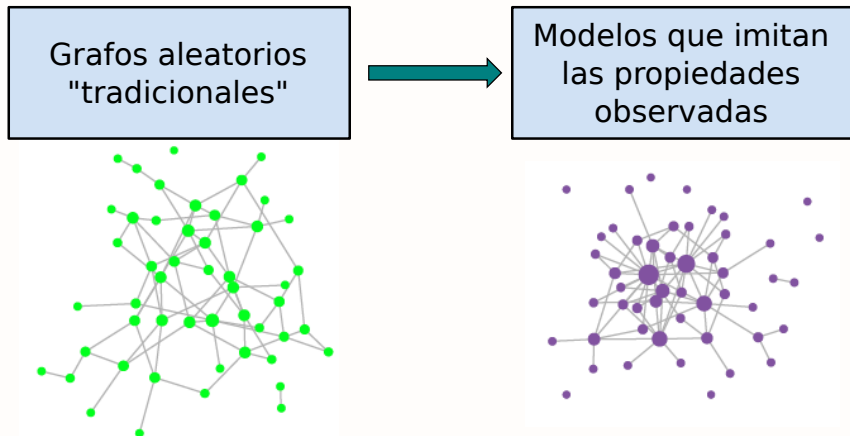 Grafos aleatorios
"tradicionales"
Modelos que imitan
las propiedades
observadas